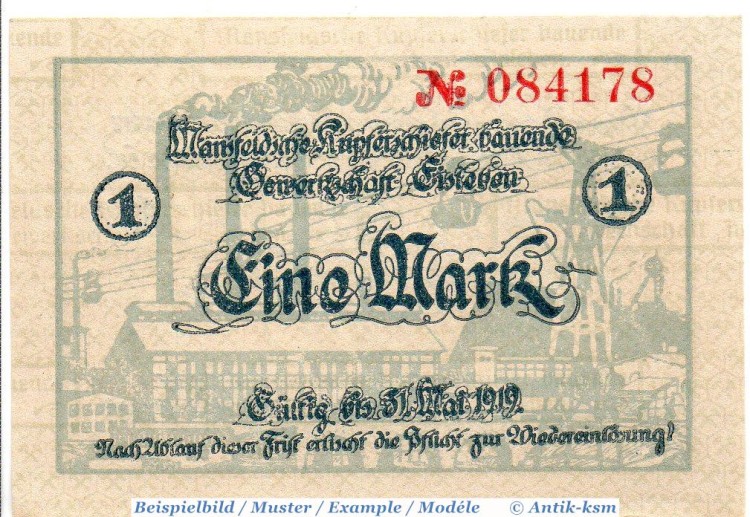 № 084178
Mansfeldsche Kupferschiefer bauende
Gewerkschaft Eisleben
1 1
Eine Mark
Gültig bis 31. Mai 1919.
Nach Ablauf dieser Frist erlischt die Pflicht zur Wiedereinlösung!
Beispielbild / Muster / Example / Modéle © Antik-ksm